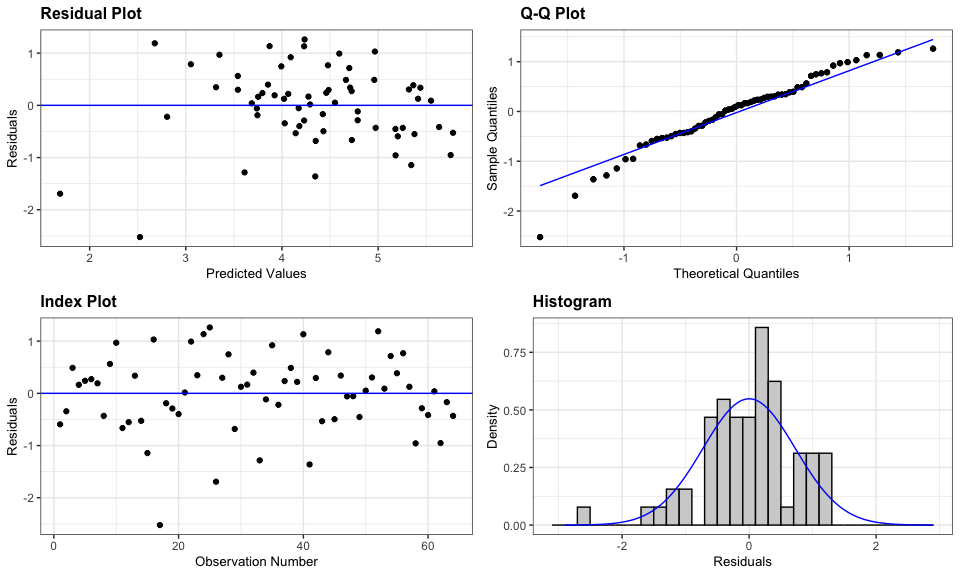 Residual Plot
1
0
-1
-2
Residuals
2
3
4
5
Predicted Values
Q-Q Plot
1
0
-1
-2
Sample Quantiles
-1
0
1
Theoretical Quantiles
Index Plot
1
0
-1
-2
Residuals
0
20
40
60
Observation Number
Histogram
0.75
0.50
0.25
0.00
Density
-2
0
2
Residuals